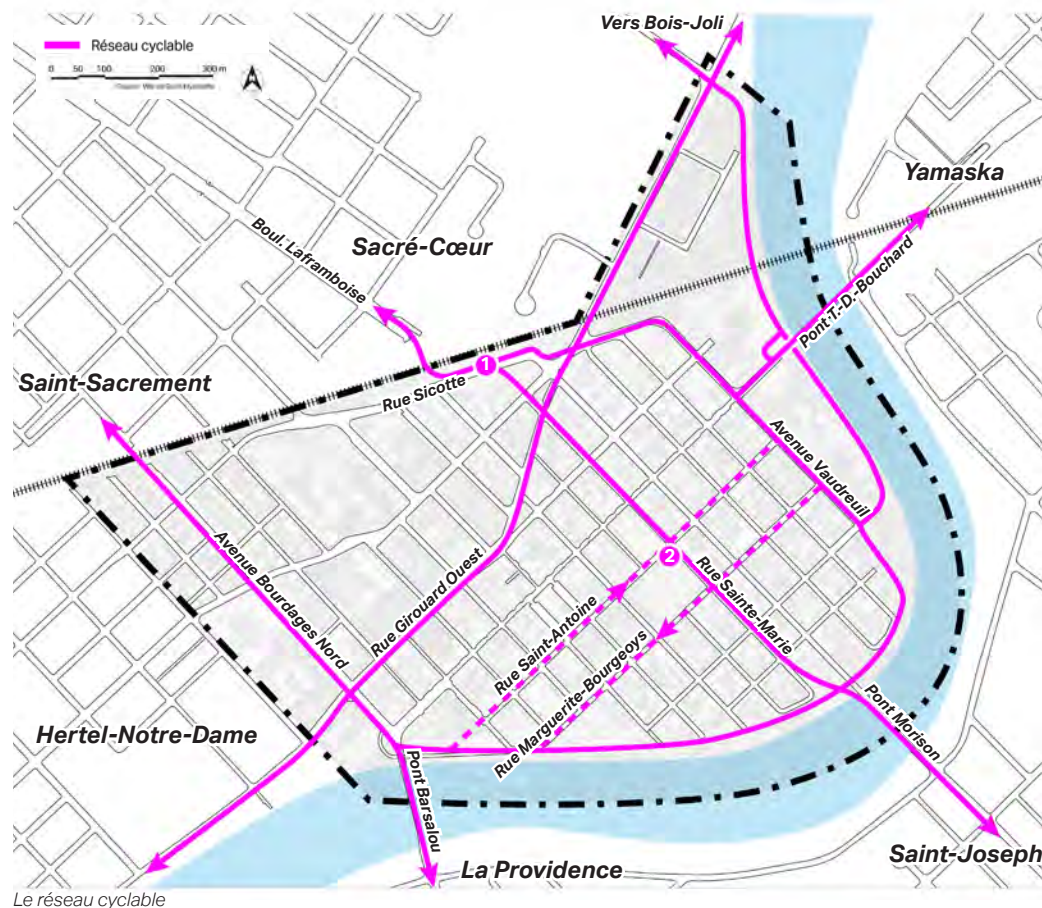 Vers Bois-Joli
Réseau cyclable
0 50 100 200 300 m
Yamaska
Sacré-Cœur
Boul. Laframboise
Pont T.-D.-Bouchard
Saint-Sacrement
1
Rue Sicotte
Avenue Vaudreuil
Avenue Bourdages Nord
Rue Girouard Ouest
2
Rue Sainte-Marie
Rue Saint-Antoine
Rue Marguerite-Bourgeoys
Hertel-Notre-Dame
Pont Morison
Pont Barsalou
La Providence
Saint-Joseph
Le réseau cyclable